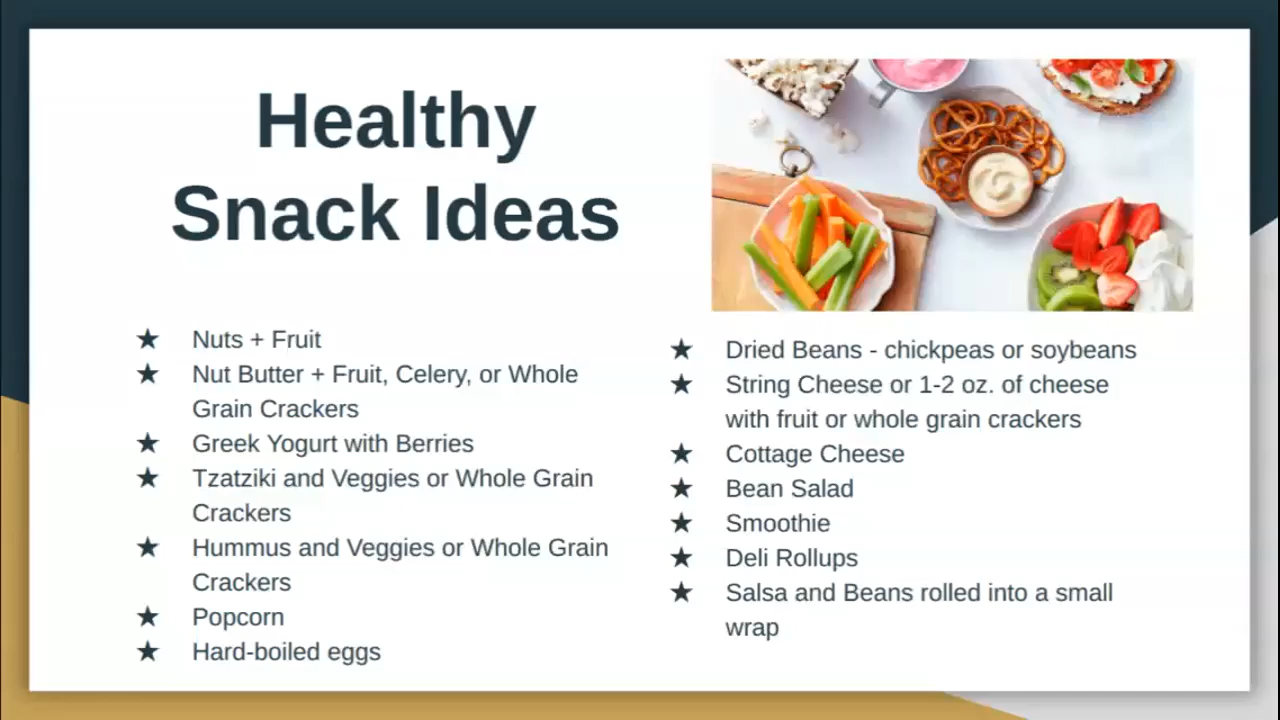 Healthy
Snack Ideas
★ Nuts + Fruit
★ Nut Butter + Fruit, Celery, or Whole
Grain Crackers
★ Greek Yogurt with Berries
★ Tzatziki and Veggies or Whole Grain
Crackers
★ Hummus and Veggies or Whole Grain
Crackers
★ Popcorn
★ Hard-boiled eggs
★ Dried Beans - chickpeas or soybeans
★ String Cheese or 1-2 oz. of cheese
with fruit or whole grain crackers
★ Cottage Cheese
★ Bean Salad
★ Smoothie
★ Deli Rollups
★ Salsa and Beans rolled into a small
wrap